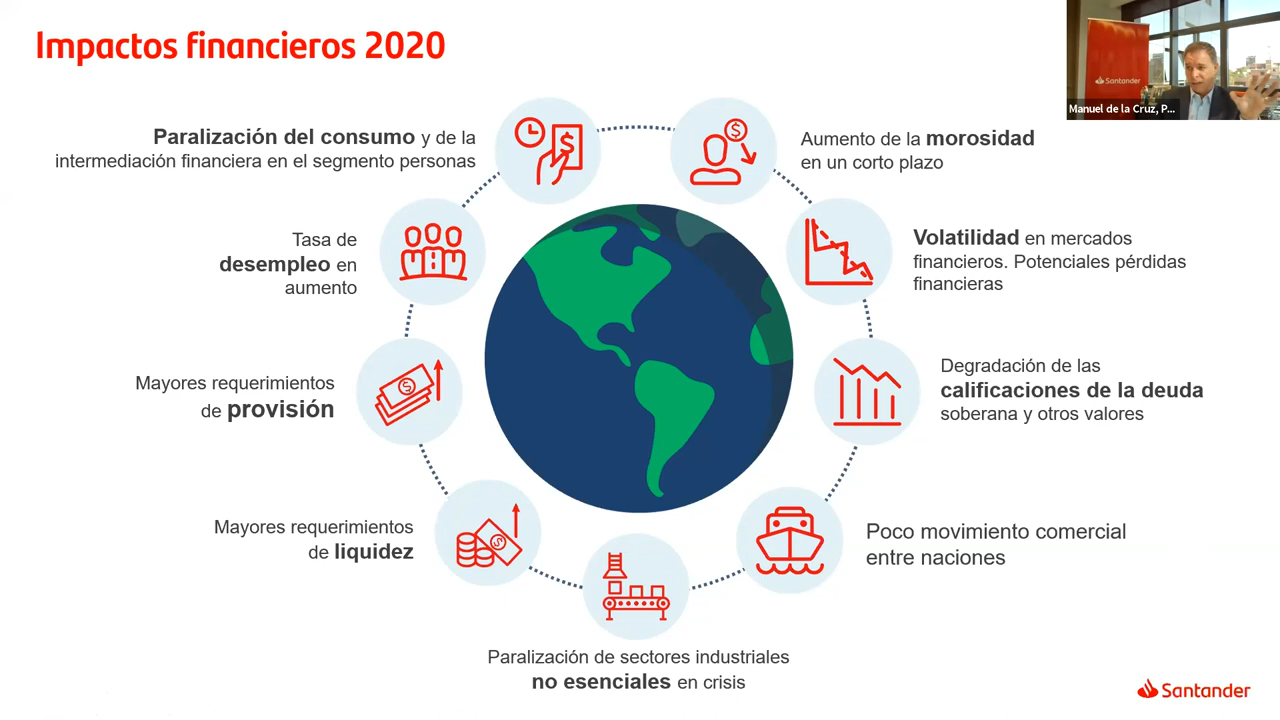 Impactos financieros 2020
Santander
Manuel de la Cruz, P...
Paralización del consumo y de la
intermediación financiera en el segmento personas
Aumento de la morosidad
en un corto plazo
Tasa de
desempleo en
aumento
Volatilidad en mercados
financieros. Potenciales pérdidas
financieras
Mayores requerimientos
de provisión
Degradación de las
calificaciones de la deuda
soberana y otros valores
Mayores requerimientos
de liquidez
Poco movimiento comercial
entre naciones
Paralización de sectores industriales
no esenciales en crisis
Santander